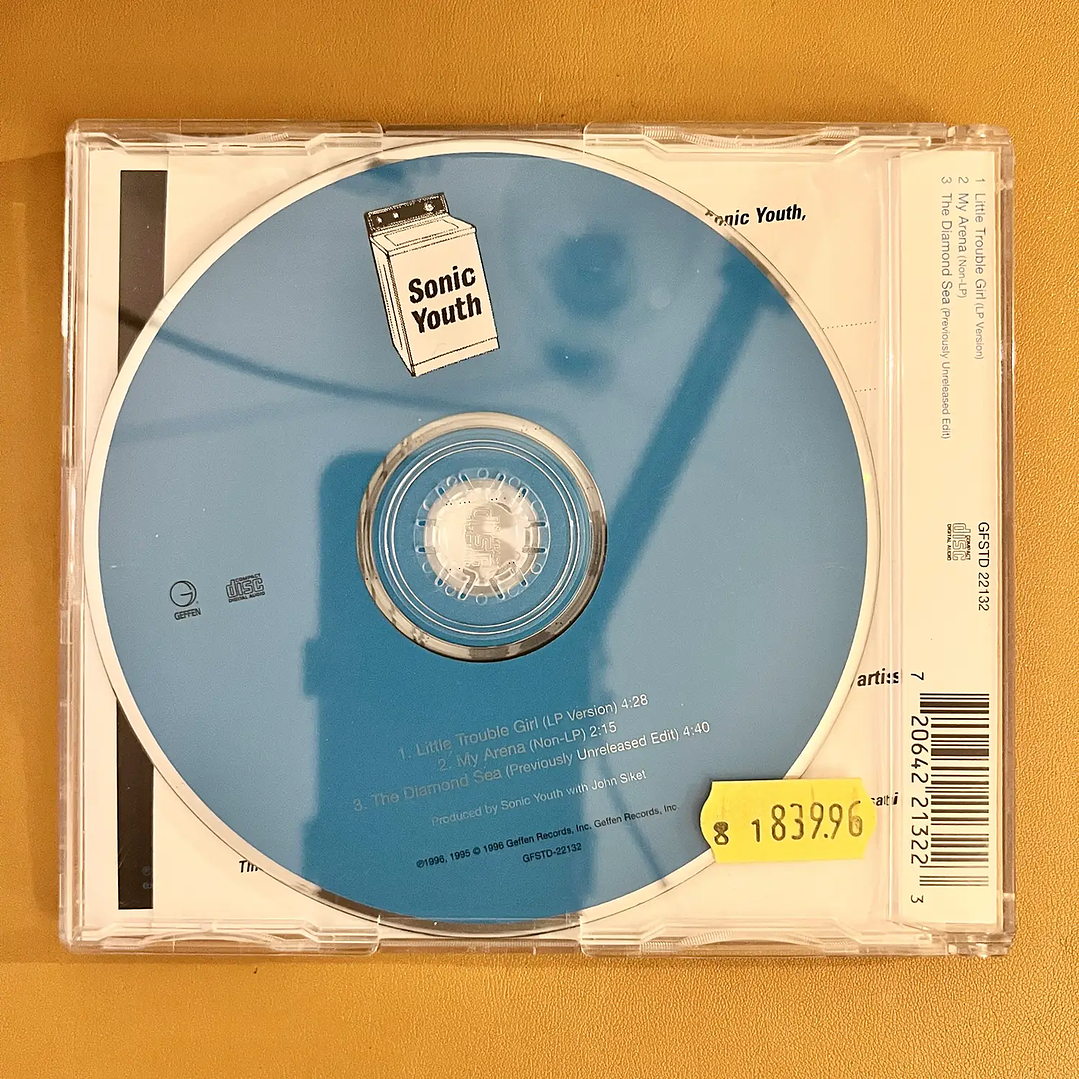 Sonic
Youth
GEFFEN
COMPACT
disc
DIGITAL AUDIO
1. Little Trouble Girl (LP Version) 4:28
2. My Arena (Non-LP) 2:15
3. The Diamond Sea (Previously Unreleased Edit) 4:40
Produced by Sonic Youth with John Siket
℗1996, 1995 © 1996 Geffen Records, Inc. Geffen Records, Inc.
GFSTD-22132
Sonic Youth,
artiss
8 1839.96
1 Little Trouble Girl (LP Version)
2 My Arena (Non-LP)
3 The Diamond Sea (Previously Unreleased Edit)
COMPACT
disc
DIGITAL AUDIO
GFSTD 22132
7 20642 21322 3